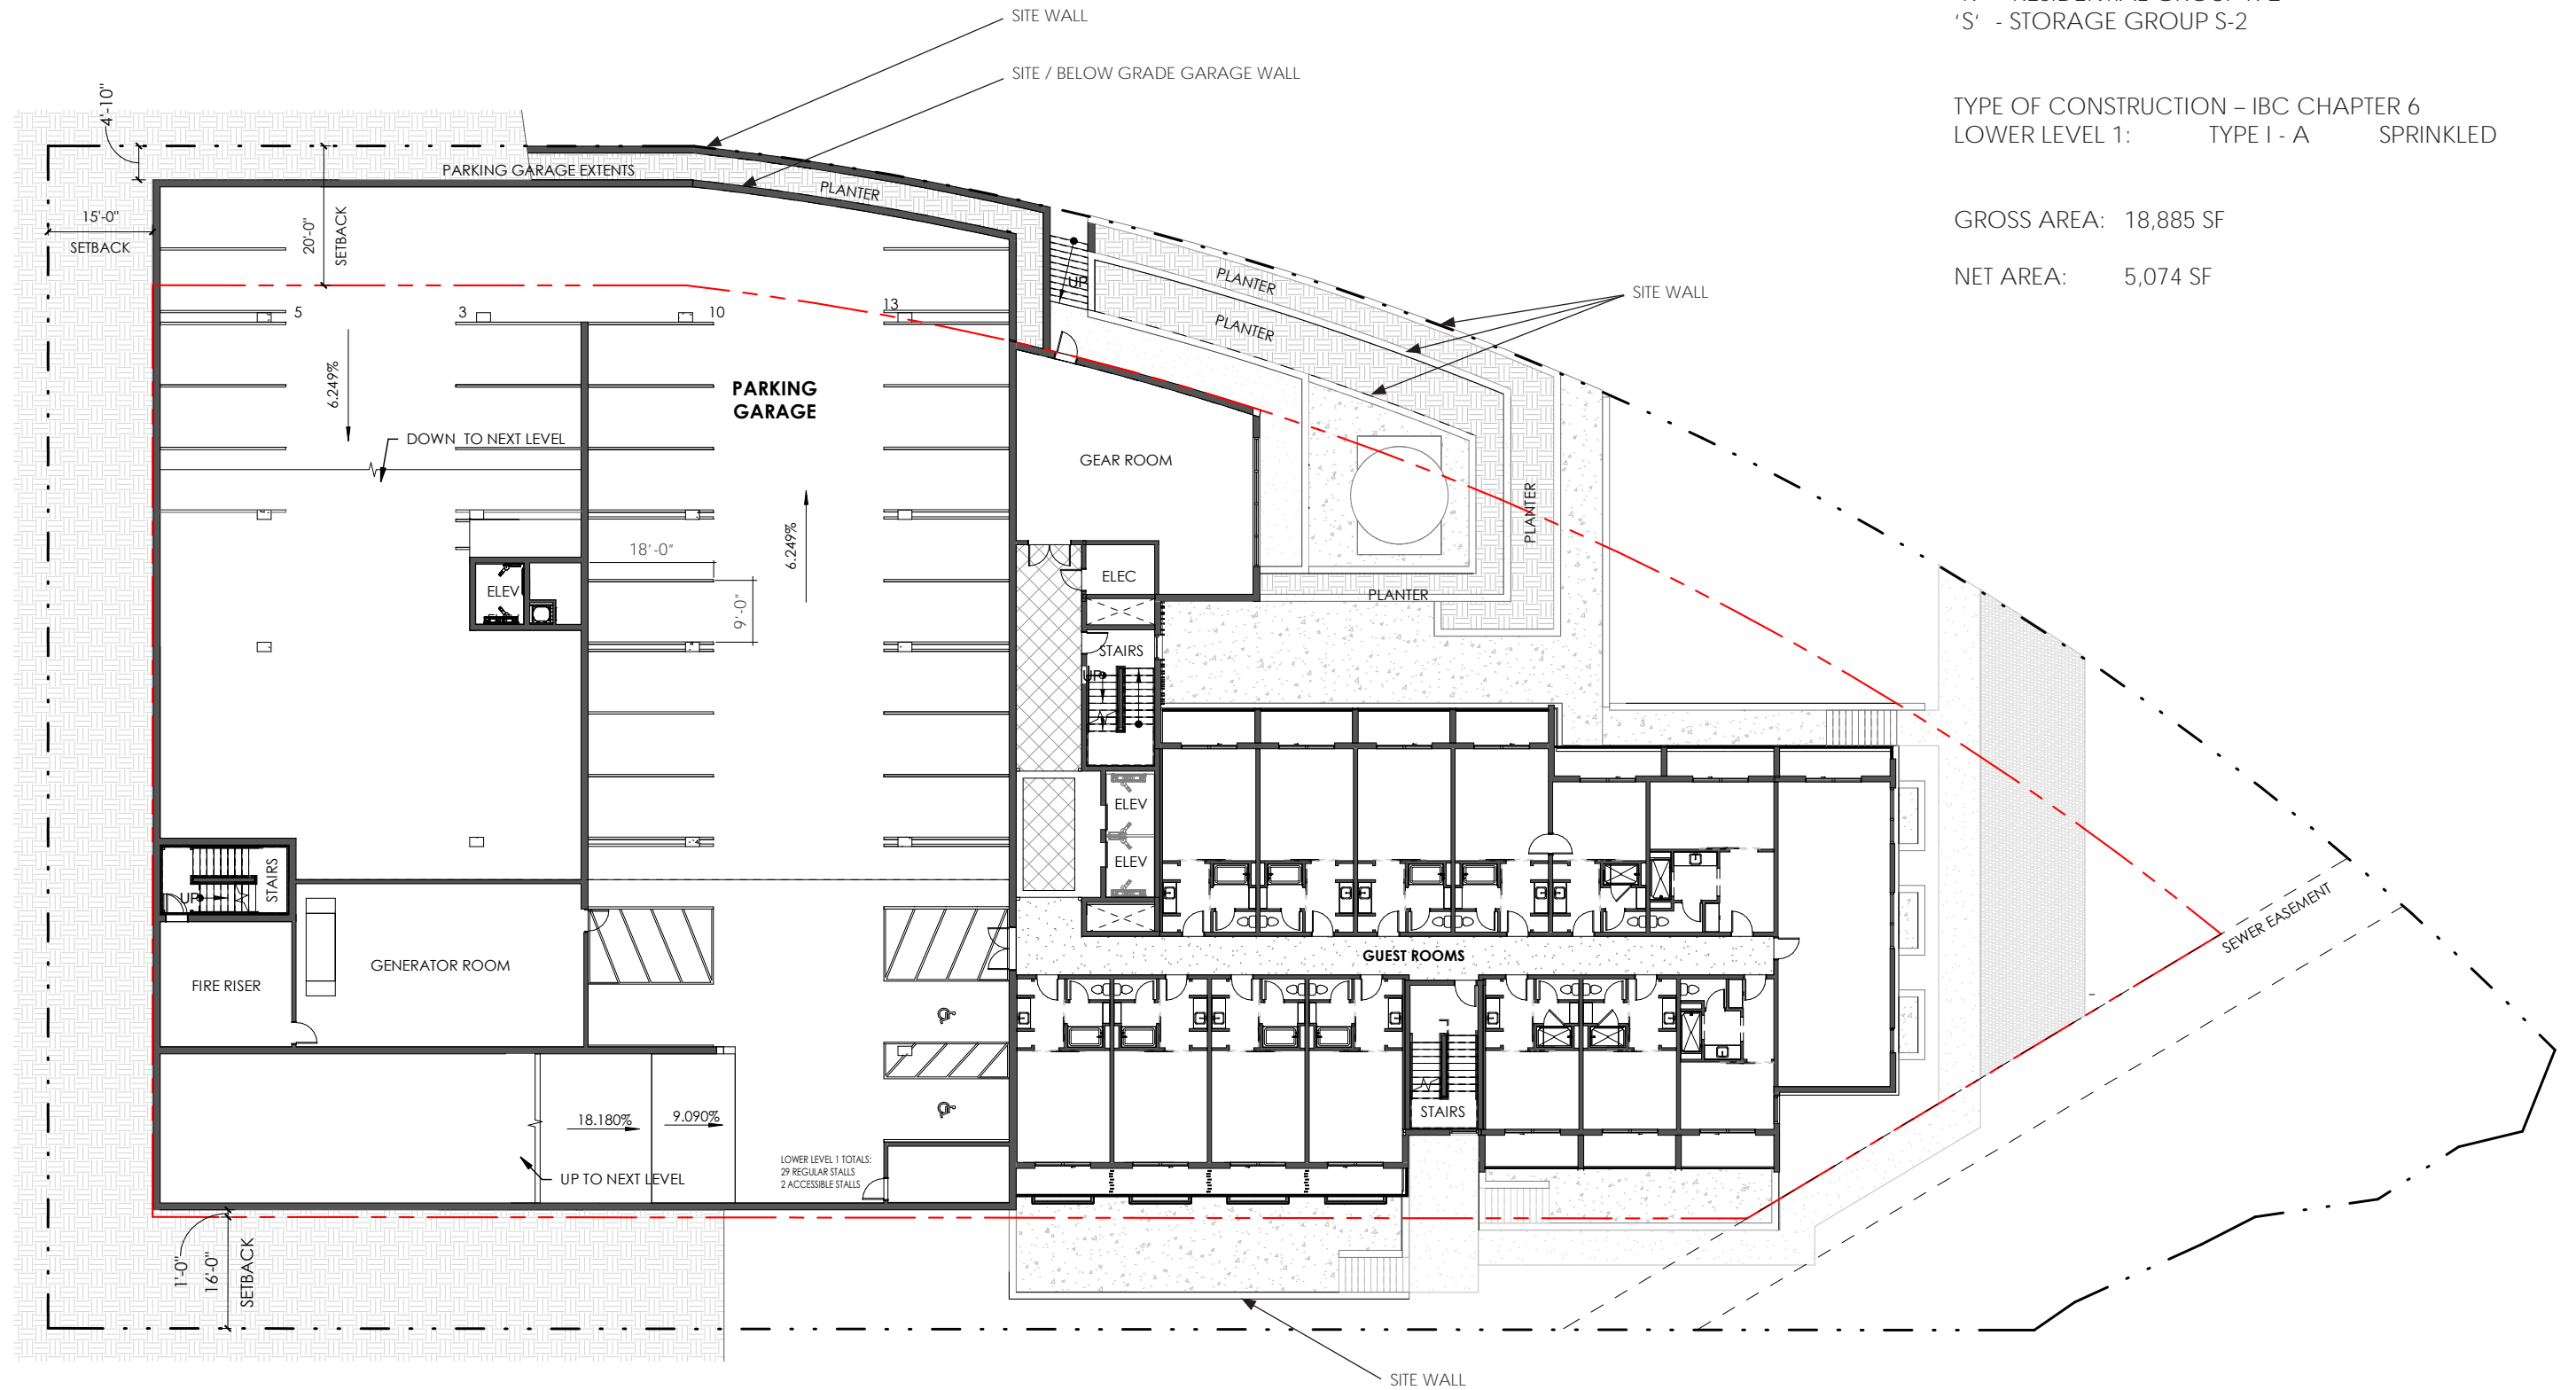 'S' - STORAGE GROUP S-2
TYPE OF CONSTRUCTION – IBC CHAPTER 6
LOWER LEVEL 1: TYPE I - A SPRINKLED
GROSS AREA: 18,885 SF
NET AREA: 5,074 SF
SITE WALL
SITE / BELOW GRADE GARAGE WALL
4'-10"
PARKING GARAGE EXTENTS
PLANTER
15'-0"
SETBACK
20'-0"
SETBACK
UP
PLANTER
PLANTER
SITE WALL
5
3
10
13
6.249%
PARKING
GARAGE
DOWN TO NEXT LEVEL
GEAR ROOM
PLANTER
6.249%
18'-0"
9'-0"
ELEV
ELEC
PLANTER
STAIRS
UP
ELEV
ELEV
STAIRS
UP
GENERATOR ROOM
FIRE RISER
GUEST ROOMS
SEWER EASEMENT
STAIRS
18.180%
9.090%
UP TO NEXT LEVEL
LOWER LEVEL 1 TOTALS:
29 REGULAR STALLS
2 ACCESSIBLE STALLS
1'-0"
16'-0"
SETBACK
SITE WALL